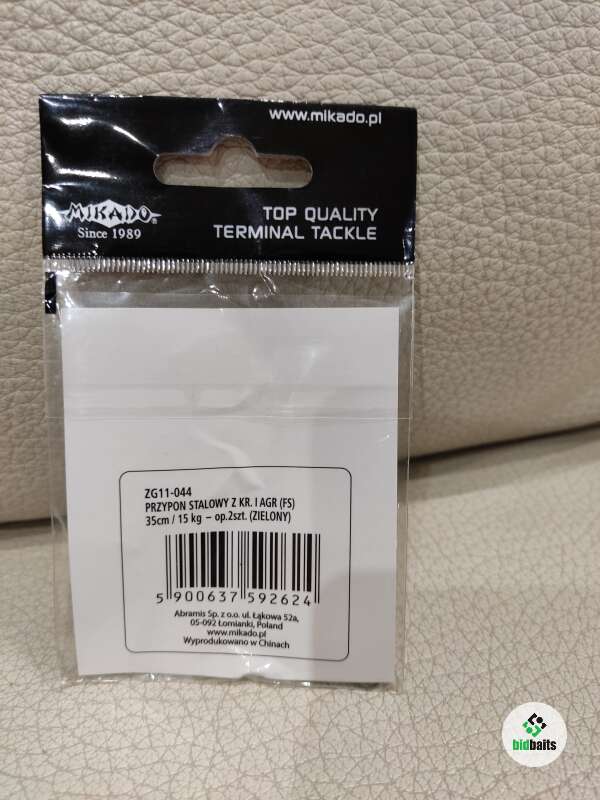 www.mikado.pl
MIKADO®
Since 1989
TOP QUALITY
TERMINAL TACKLE
ZG11-044
PRZYPON STALOWY Z KR. I AGR (FS)
35cm / 15 kg – op.2szt. (ZIELONY)
5 900637 592624
Abramis Sp. z o.o. ul. Łąkowa 52a,
05-092 Łomianki, Poland
www.mikado.pl
Wyprodukowano w Chinach
bidbaits